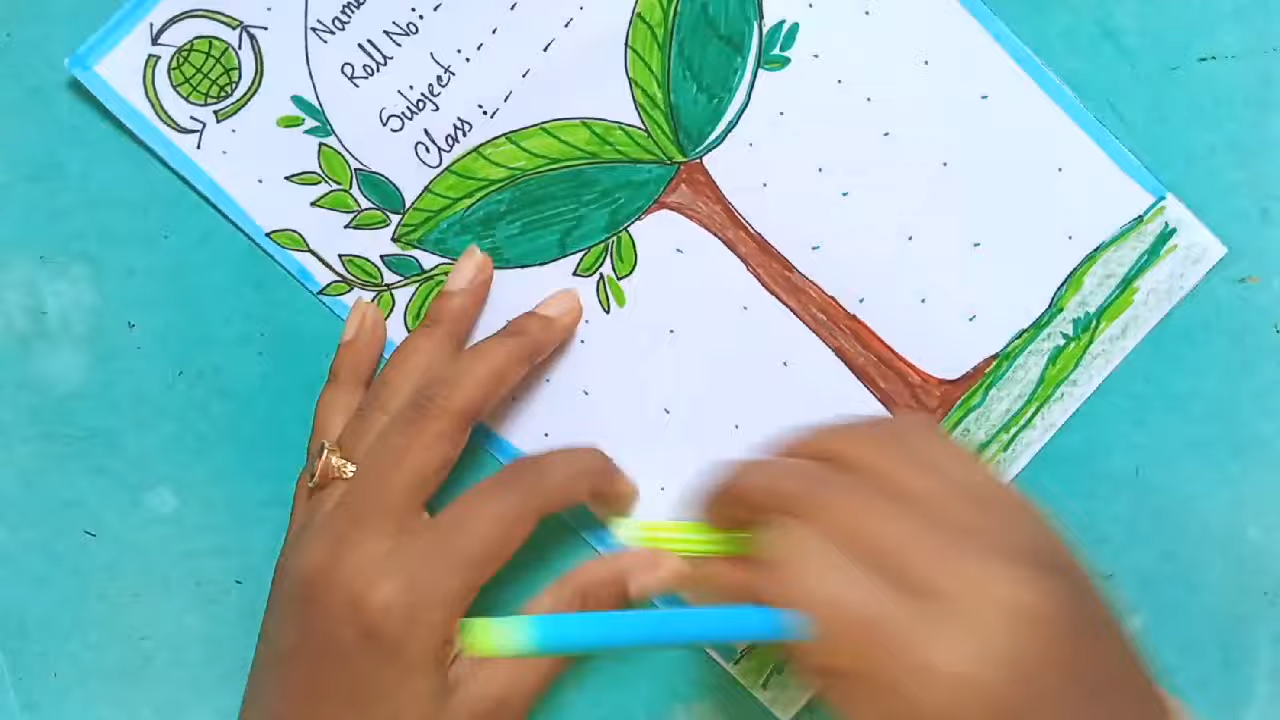 Name
Roll No:-
Subject :---
Class :---